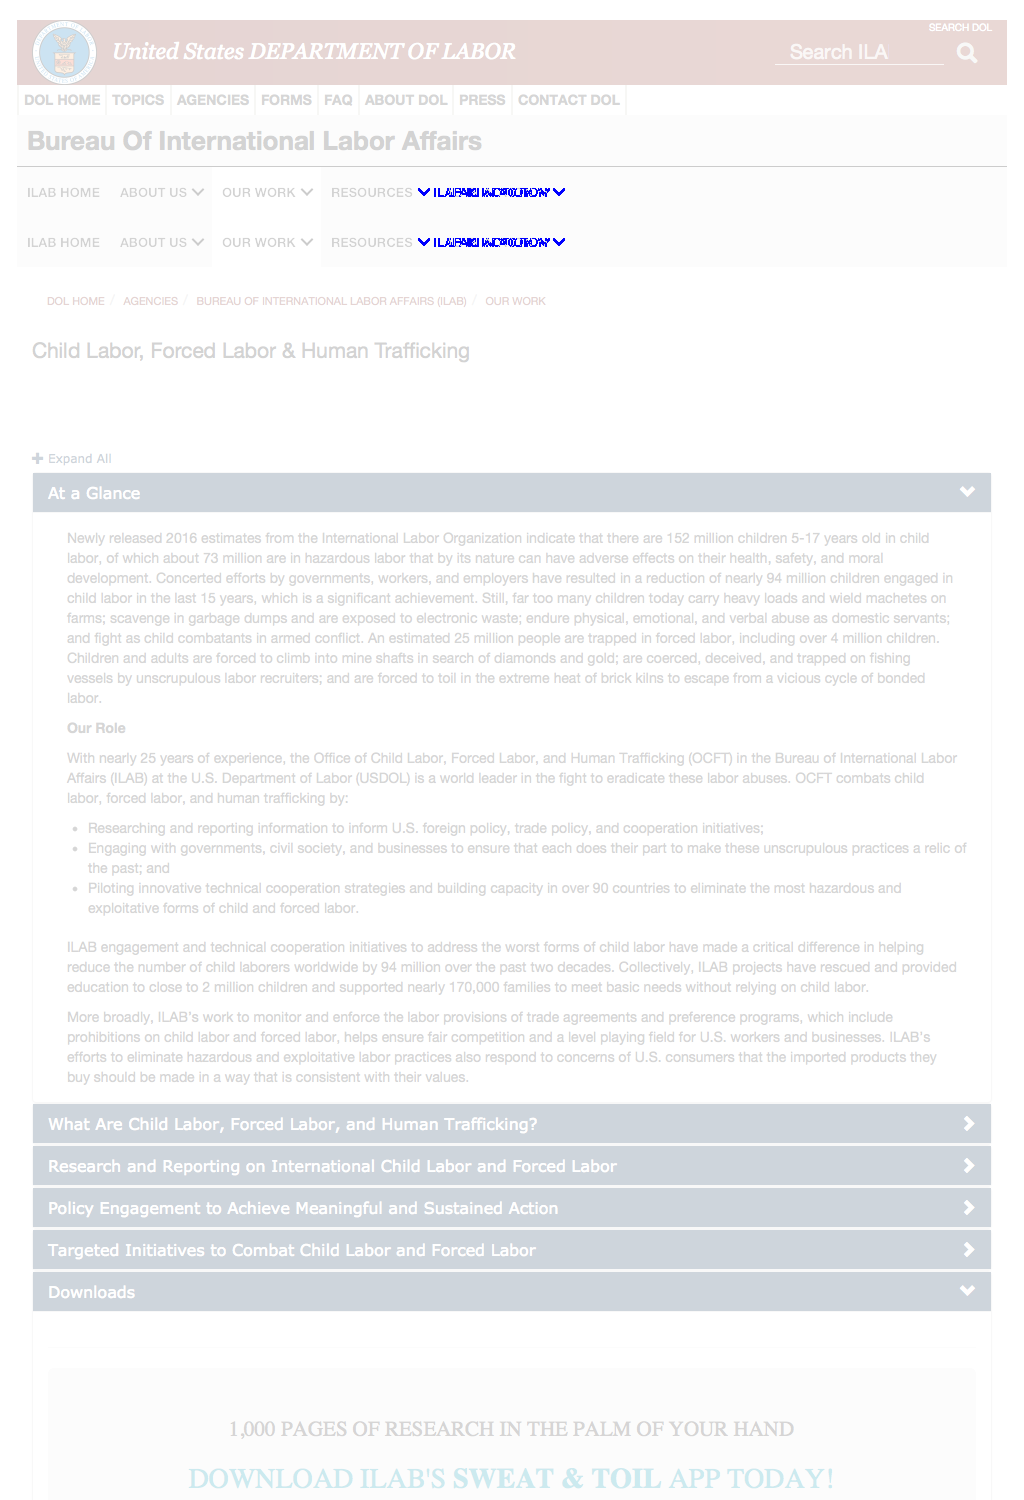 SEARCH DOL
United States DEPARTMENT OF LABOR
Search ILA
DOL HOME TOPICS AGENCIES FORMS FAQ ABOUT DOL PRESS CONTACT DOL
Bureau Of International Labor Affairs
ILAB HOME ABOUT US OUR WORK RESOURCES
ILAB HOME ABOUT US OUR WORK RESOURCES
DOL HOME / AGENCIES / BUREAU OF INTERNATIONAL LABOR AFFAIRS (ILAB) / OUR WORK
Child Labor, Forced Labor & Human Trafficking
Expand All
At a Glance
Newly released 2016 estimates from the International Labor Organization indicate that there are 152 million children 5-17 years old in child
labor, of which about 73 million are in hazardous labor that by its nature can have adverse effects on their health, safety, and moral
development. Concerted efforts by governments, workers, and employers have resulted in a reduction of nearly 94 million children engaged in
child labor in the last 15 years, which is a significant achievement. Still, far too many children today carry heavy loads and wield machetes on
farms; scavenge in garbage dumps and are exposed to electronic waste; endure physical, emotional, and verbal abuse as domestic servants;
and fight as child combatants in armed conflict. An estimated 25 million people are trapped in forced labor, including over 4 million children.
Children and adults are forced to climb into mine shafts in search of diamonds and gold; are coerced, deceived, and trapped on fishing
vessels by unscrupulous labor recruiters; and are forced to toil in the extreme heat of brick kilns to escape from a vicious cycle of bonded
labor.
Our Role
With nearly 25 years of experience, the Office of Child Labor, Forced Labor, and Human Trafficking (OCFT) in the Bureau of International Labor
Affairs (ILAB) at the U.S. Department of Labor (USDOL) is a world leader in the fight to eradicate these labor abuses. OCFT combats child
labor, forced labor, and human trafficking by:
• Researching and reporting information to inform U.S. foreign policy, trade policy, and cooperation initiatives;
• Engaging with governments, civil society, and businesses to ensure that each does their part to make these unscrupulous practices a relic of
the past; and
• Piloting innovative technical cooperation strategies and building capacity in over 90 countries to eliminate the most hazardous and
exploitative forms of child and forced labor.
ILAB engagement and technical cooperation initiatives to address the worst forms of child labor have made a critical difference in helping
reduce the number of child laborers worldwide by 94 million over the past two decades. Collectively, ILAB projects have rescued and provided
education to close to 2 million children and supported nearly 170,000 families to meet basic needs without relying on child labor.
More broadly, ILAB's work to monitor and enforce the labor provisions of trade agreements and preference programs, which include
prohibitions on child labor and forced labor, helps ensure fair competition and a level playing field for U.S. workers and businesses. ILAB's
efforts to eliminate hazardous and exploitative labor practices also respond to concerns of U.S. consumers that the imported products they
buy should be made in a way that is consistent with their values.
What Are Child Labor, Forced Labor, and Human Trafficking?
Research and Reporting on International Child Labor and Forced Labor
Policy Engagement to Achieve Meaningful and Sustained Action
Targeted Initiatives to Combat Child Labor and Forced Labor
Downloads
1,000 PAGES OF RESEARCH IN THE PALM OF YOUR HAND
DOWNLOAD ILAB'S SWEAT & TOIL APP TODAY!